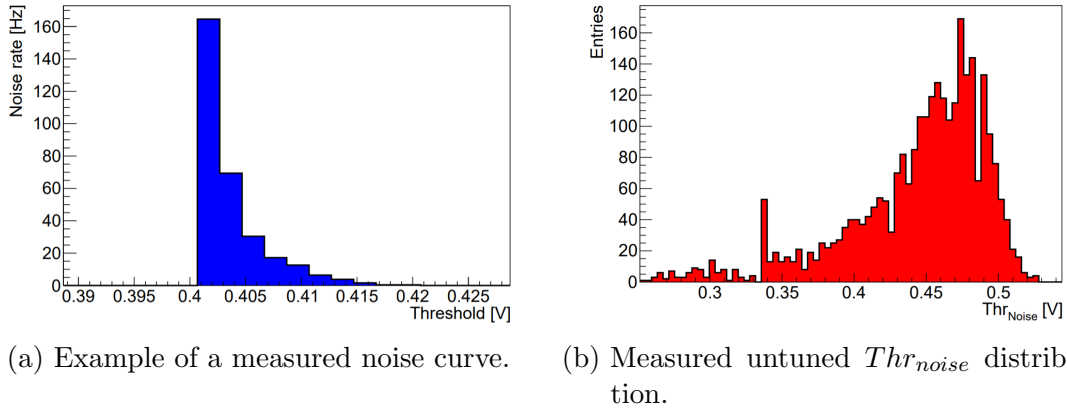 Noise rate [Hz]
160
140
120
100
80
60
40
20
0
0.39 0.395 0.4 0.405 0.41 0.415 0.42 0.425
Threshold [V]
Entries
160
140
120
100
80
60
40
20
0
0.3 0.35 0.4 0.45 0.5
Thr_Noise [V]
(a) Example of a measured noise curve.
(b) Measured untuned Thr_noise distrib
tion.